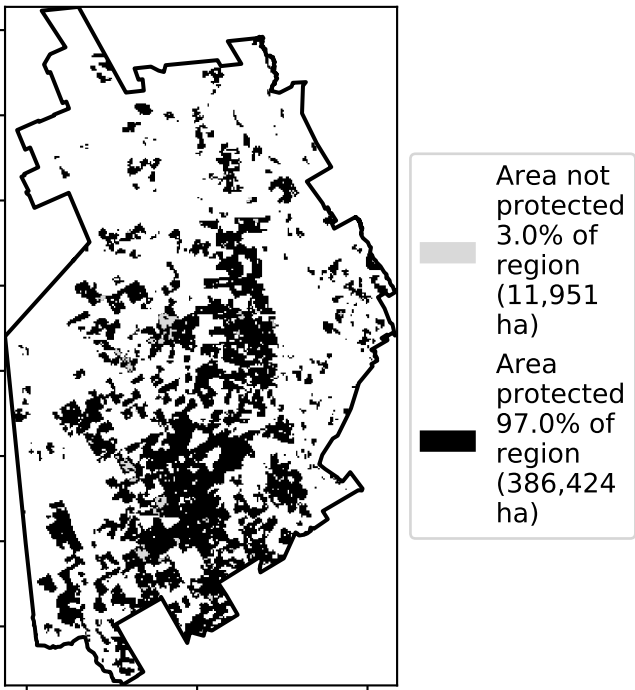 Area not
protected
3.0% of
region
(11,951
ha)
Area
protected
97.0% of
region
(386,424
ha)